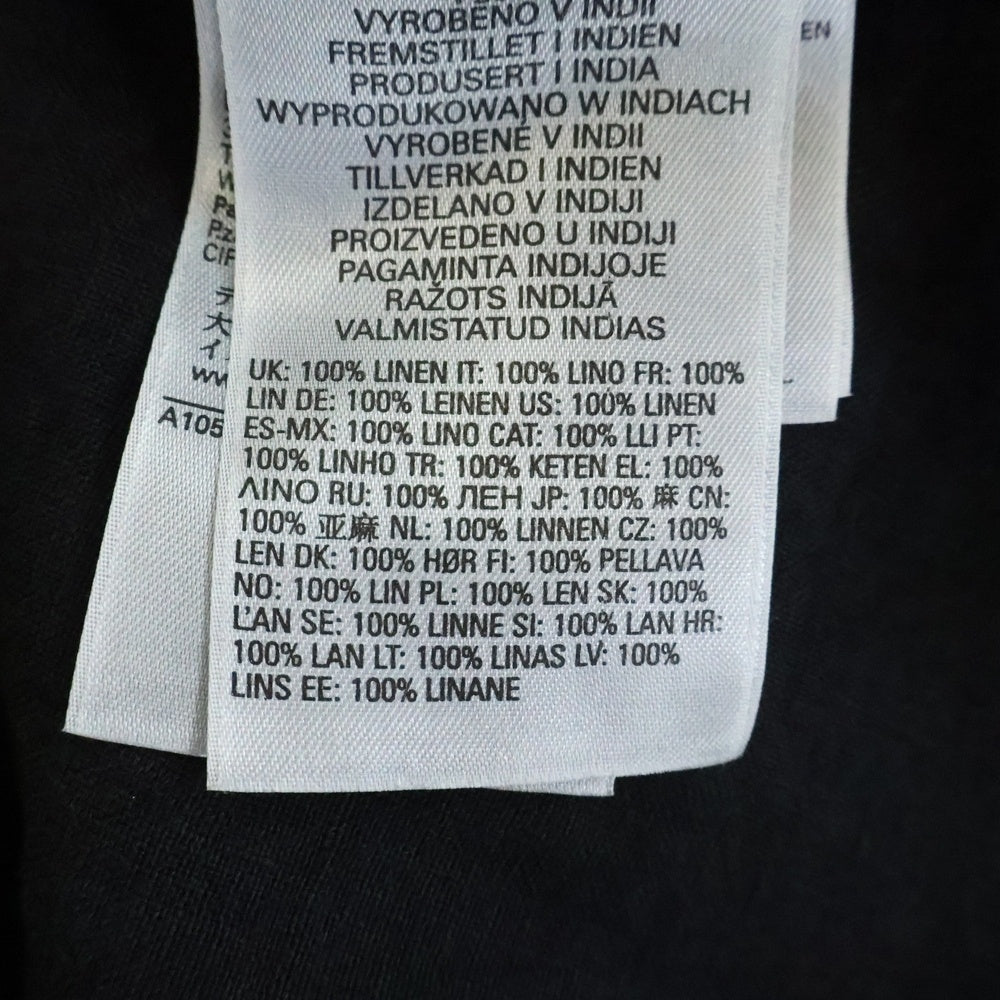 VYROBENO V INDII
FREMSTILLET I INDIEN
PRODUSERT I INDIA
WYPRODUKOWANO W INDIACH
VYROBENÉ V INDII
TILLVERKAD I INDIEN
IZDELANO V INDIJI
PROIZVEDENO U INDIJI
PAGAMINTA INDIJOJE
RAŽOTS INDIJĀ
VALMISTATUD INDIAS
UK: 100% LINEN IT: 100% LINO FR: 100%
LIN DE: 100% LEINEN US: 100% LINEN
ES-MX: 100% LINO CAT: 100% LLI PT:
100% LINHO TR: 100% KETEN EL: 100%
ΛΙΝΟ RU: 100% ЛЕН JP: 100% 麻 CN:
100% 亚麻 NL: 100% LINNEN CZ: 100%
LEN DK: 100% HØR FI: 100% PELLAVA
NO: 100% LIN PL: 100% LEN SK: 100%
ĽAN SE: 100% LINNE SI: 100% LAN HR:
100% LAN LT: 100% LINAS LV: 100%
LINS EE: 100% LINANE
A105
EN